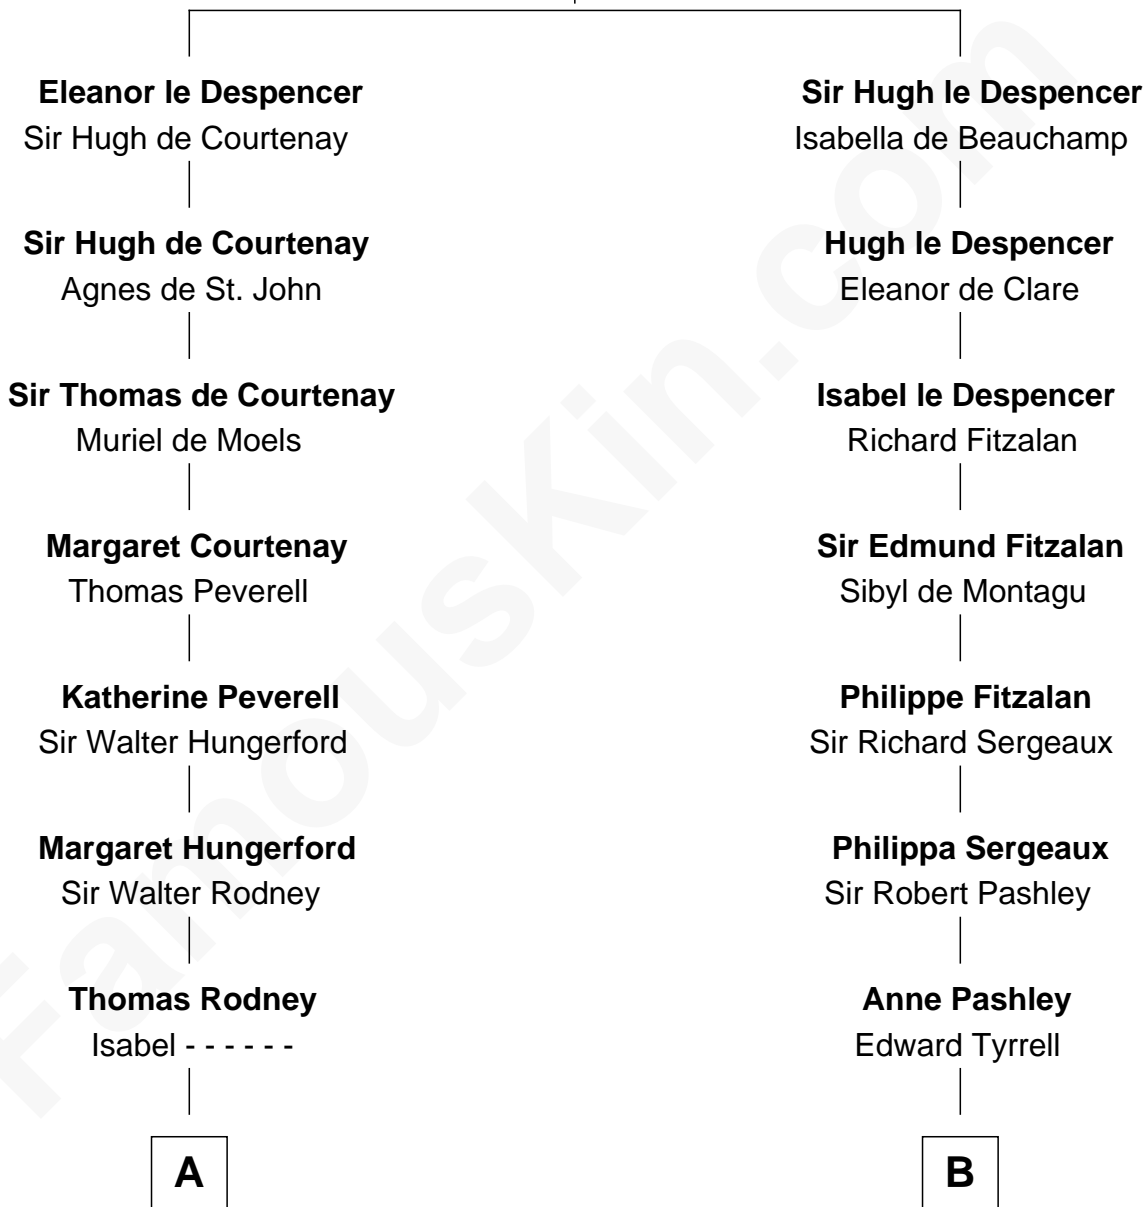 Eleanor le Despencer
Sir Hugh de Courtenay
Sir Hugh de Courtenay
Agnes de St. John
Sir Thomas de Courtenay
Muriel de Moels
Margaret Courtenay
Thomas Peverell
Katherine Peverell
Sir Walter Hungerford
Margaret Hungerford
Sir Walter Rodney
Thomas Rodney
Isabel - - - - - -
A
Sir Hugh le Despencer
Isabella de Beauchamp
Hugh le Despencer
Eleanor de Clare
Isabel le Despencer
Richard Fitzalan
Sir Edmund Fitzalan
Sibyl de Montagu
Philippe Fitzalan
Sir Richard Sergeaux
Philippa Sergeaux
Sir Robert Pashley
Anne Pashley
Edward Tyrrell
B
FamousKin.com